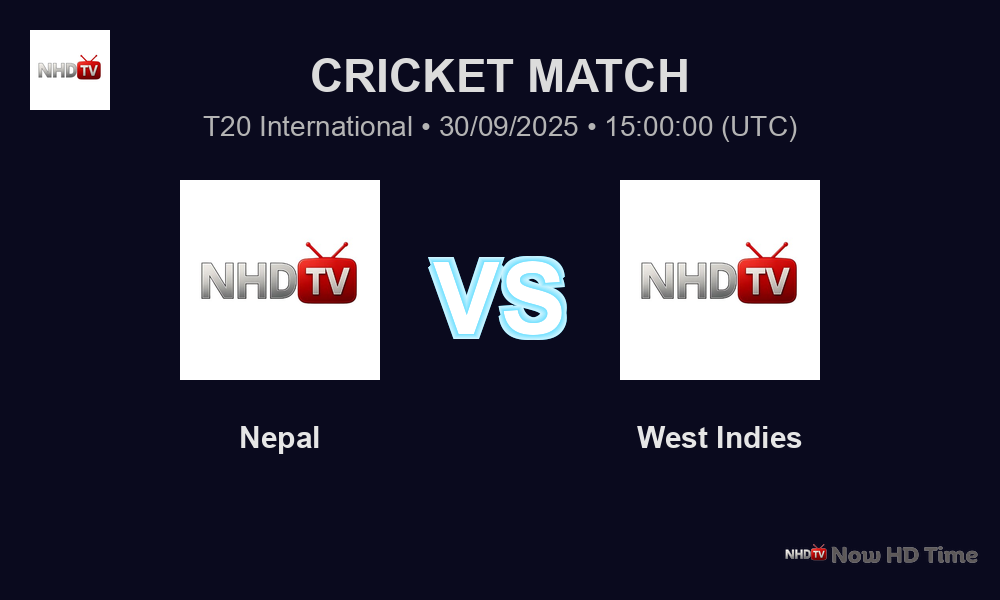 NHDTV
CRICKET MATCH
T20 International • 30/09/2025 • 15:00:00 (UTC)
NHDTV
VS
NHDTV
Nepal
West Indies
NHDTV Now HD Time